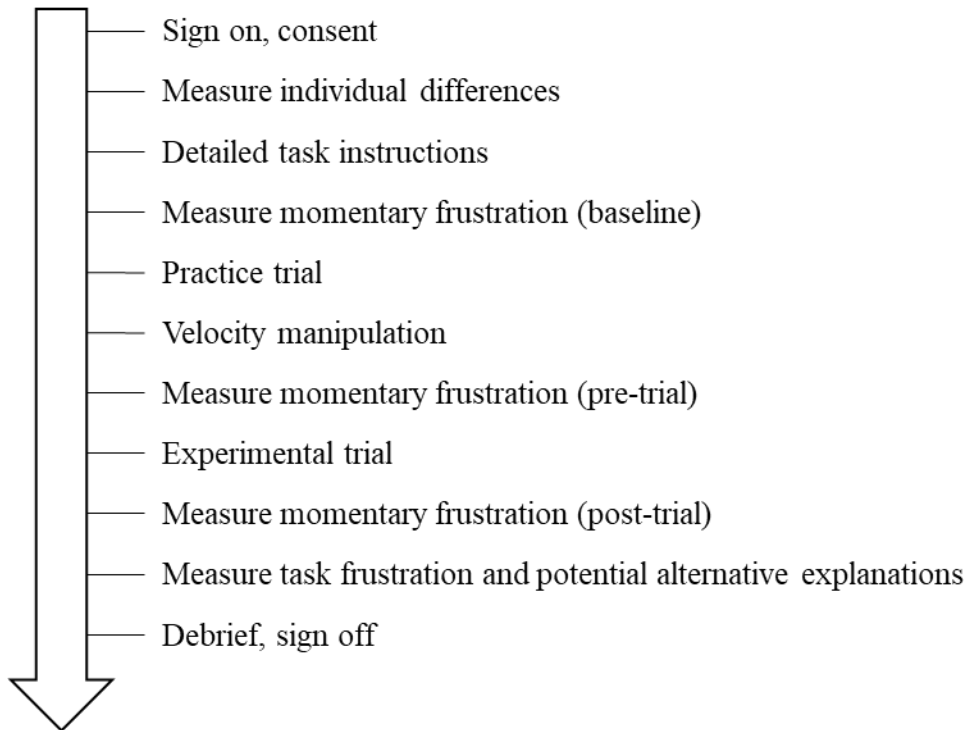 Sign on, consent
Measure individual differences
Detailed task instructions
Measure momentary frustration (baseline)
Practice trial
Velocity manipulation
Measure momentary frustration (pre-trial)
Experimental trial
Measure momentary frustration (post-trial)
Measure task frustration and potential alternative explanations
Debrief, sign off